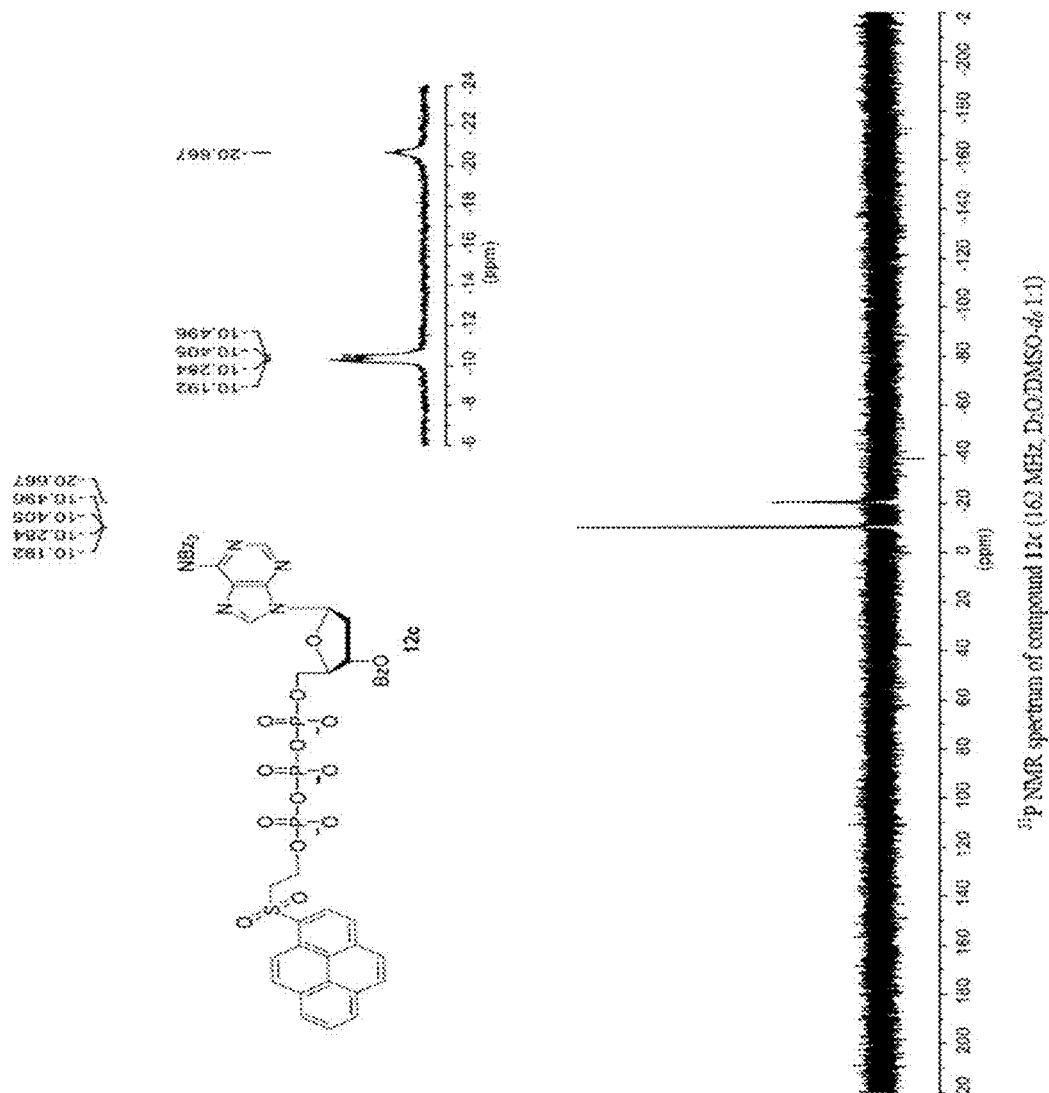 -10.192
-10.284
-10.405
-10.496
-20.667
-10.192
-10.284
-10.405
-10.496
-20.667
O O O O O
S O P O P O P O O
O O⁻ O⁻ O⁻
NBz₂
N N N N
BzO
12c
-6 -8 -10 -12 -14 -16 -18 -20 -22 -24
(ppm)
20 200 180 160 140 120 100 80 60 40 20 0 -20 -40 -60 -80 -100 -120 -140 -160 -180 -200 -2
(ppm)
³¹P NMR spectrum of compound 12c (162 MHz, D₂O/DMSO-d₆ 1:1)